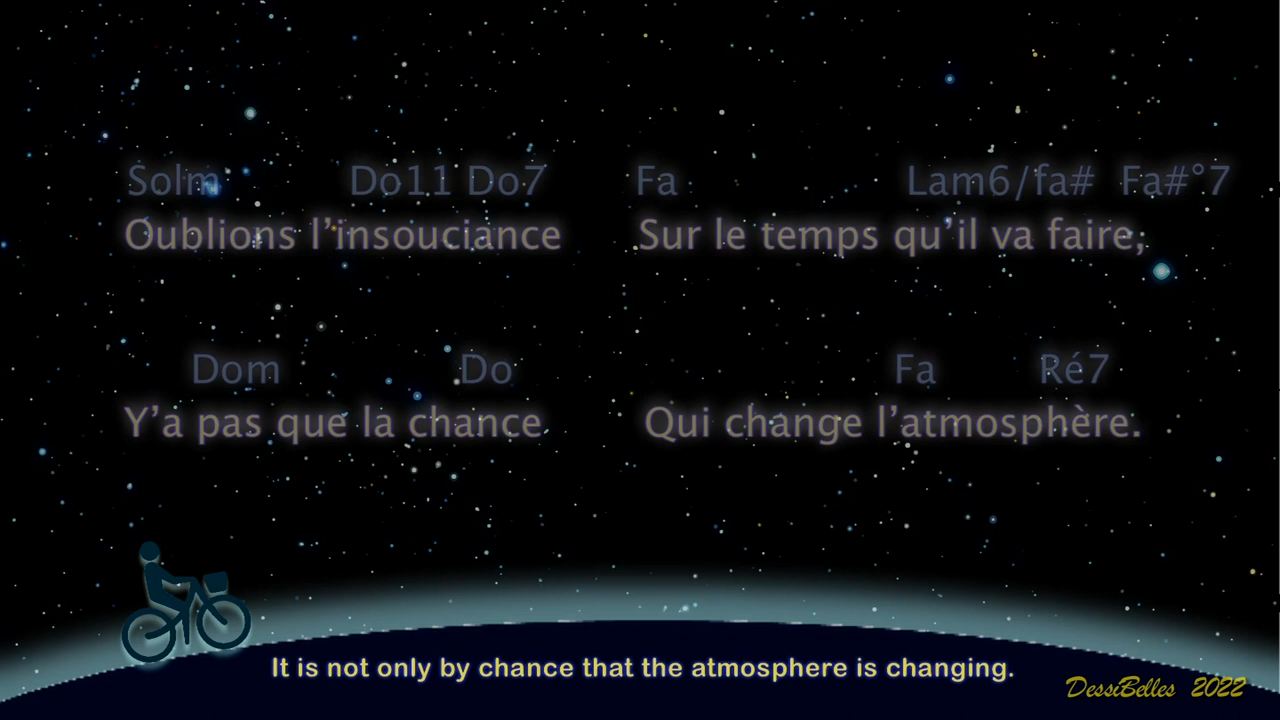 Solm Do11 Do7 Fa Lam6/fa# Fa#°7
Oublions l’insouciance Sur le temps qu’il va faire,
Dom Do Fa Ré7
Y’a pas que la chance Qui change l’atmosphère.
It is not only by chance that the atmosphere is changing.
DessiBelles 2022